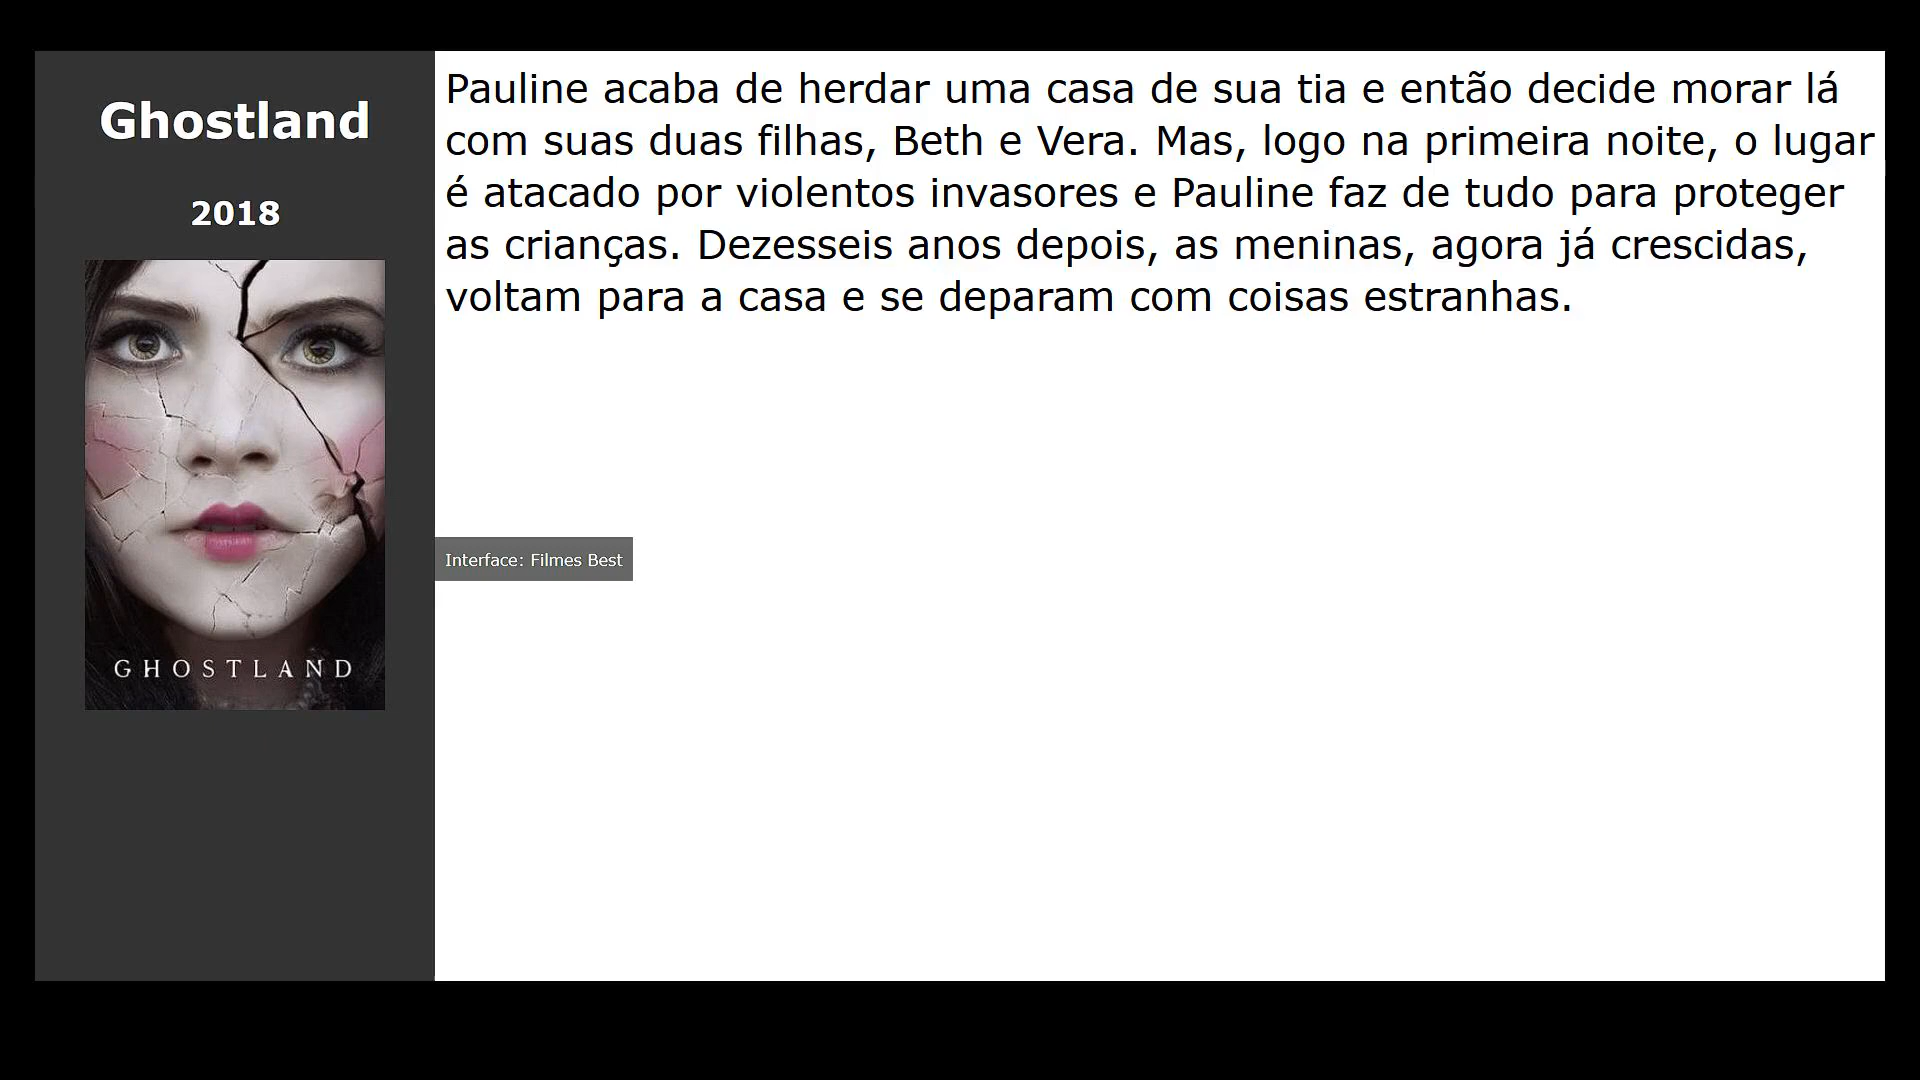 Ghostland
2018
GHOSTLAND
Pauline acaba de herdar uma casa de sua tia e então decide morar lá
com suas duas filhas, Beth e Vera. Mas, logo na primeira noite, o lugar
é atacado por violentos invasores e Pauline faz de tudo para proteger
as crianças. Dezesseis anos depois, as meninas, agora já crescidas,
voltam para a casa e se deparam com coisas estranhas.
Interface: Filmes Best